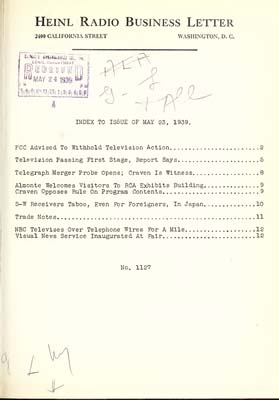 HEINL RADIO BUSINESS LETTER
2400 CALIFORNIA STREET WASHINGTON, D. C.
RECEIVED
MAY 24 1939
INDEX TO ISSUE OF MAY 23, 1939.
FCC Advised To Withhold Television Action....................2
Television Passing First Stage, Report Says..................5
Telegraph Merger Probe Opens; Craven Is Witness..............8
Almonte Welcomes Visitors To RCA Exhibits Building...........9
Craven Opposes Rule On Program Contents......................9
S-W Receivers Taboo, Even For Foreigners, In Japan..........10
Trade Notes.................................................11
NBC Televises Over Telephone Wires For A Mile...............12
Visual News Service Inaugurated At Fair.....................12
No. 1127